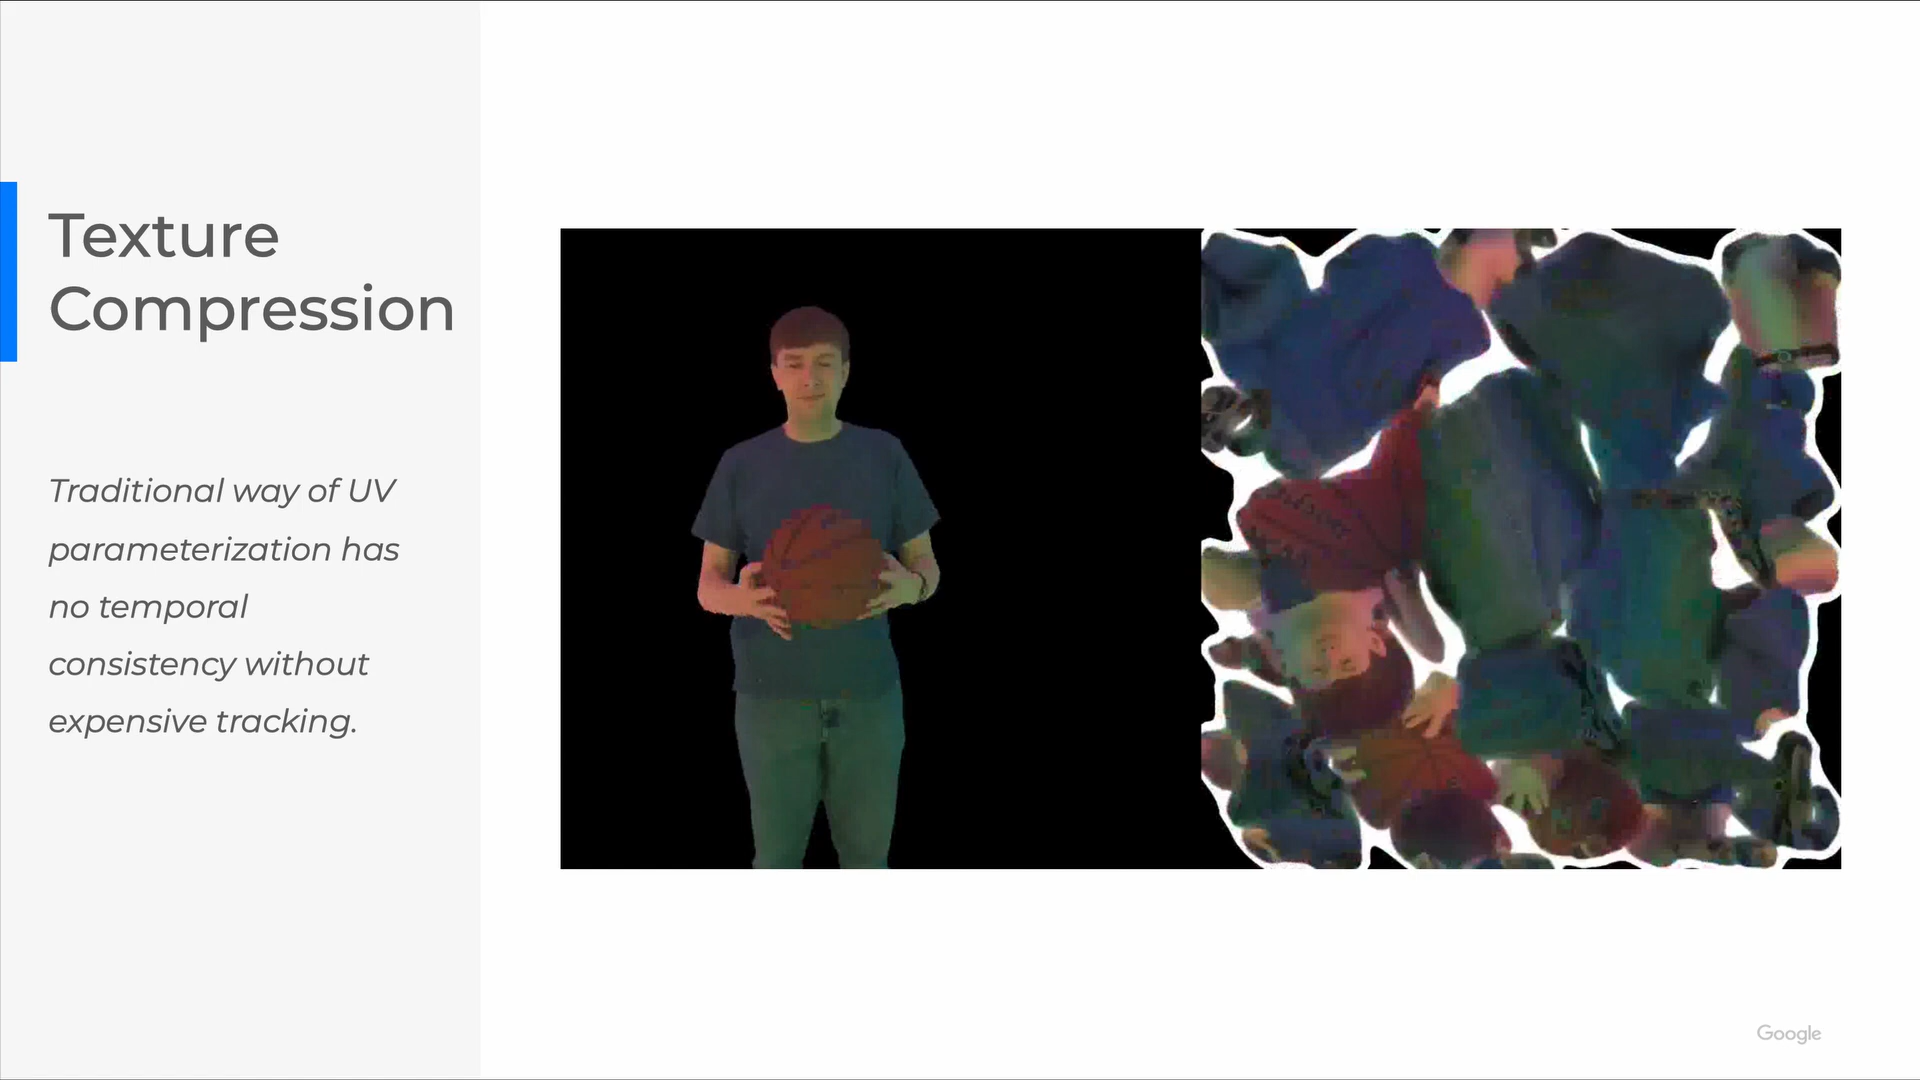 Texture
Compression
Traditional way of UV
parameterization has
no temporal
consistency without
expensive tracking.
Google